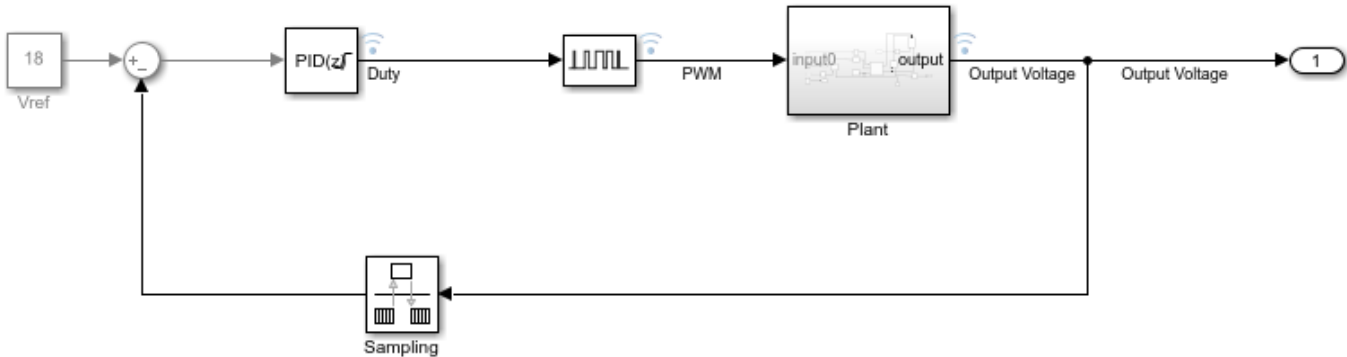 18
Vref
+
−
PID(z)
Duty
PWM
input0
output
Plant
Output Voltage
Output Voltage
1
Sampling